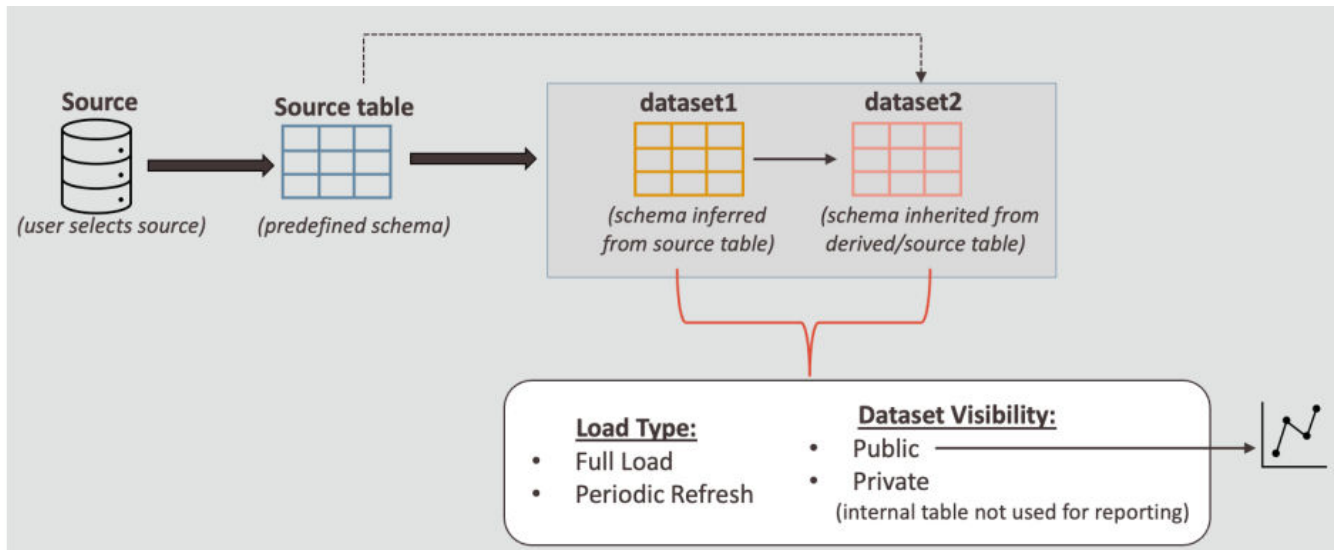 Source
(user selects source)
Source table
(predefined schema)
dataset1
(schema inferred
from source table)
dataset2
(schema inherited from
derived/source table)
Load Type:
• Full Load
• Periodic Refresh
Dataset Visibility:
• Public
• Private
(internal table not used for reporting)